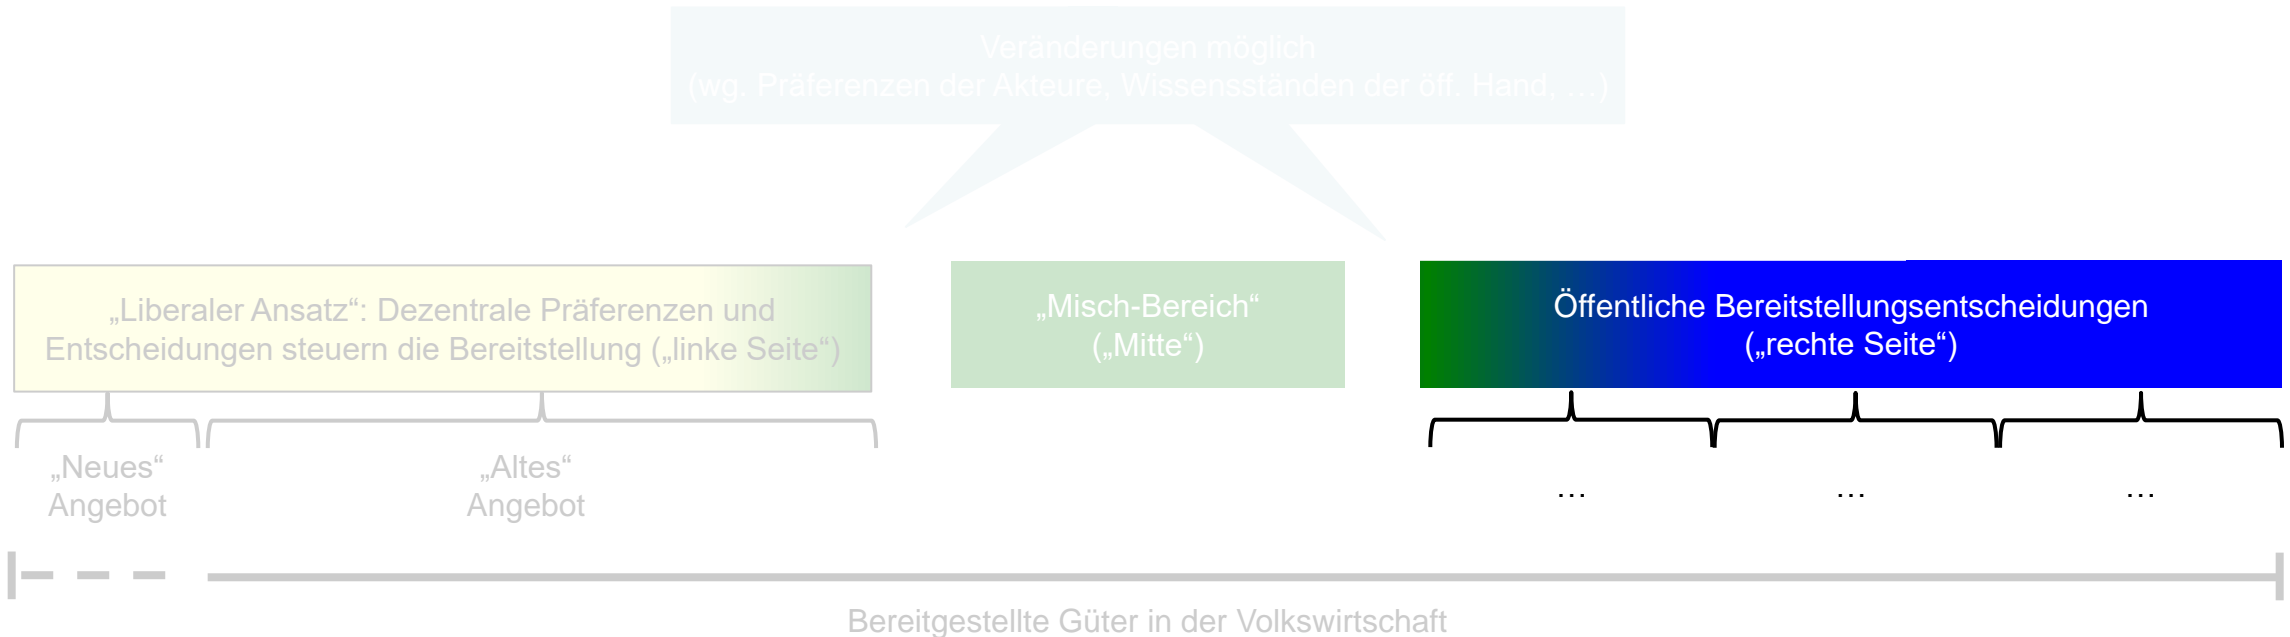 Veränderungen möglich
(wg. Präferenzen der Akteure, Wissensständen der öff. Hand, …)
„Liberaler Ansatz“: Dezentrale Präferenzen und
Entscheidungen steuern die Bereitstellung („linke Seite“)
„Misch-Bereich“
(„Mitte“)
Öffentliche Bereitstellungsentscheidungen
(„rechte Seite“)
„Neues“
Angebot
„Altes“
Angebot
…
…
…
Bereitgestellte Güter in der Volkswirtschaft